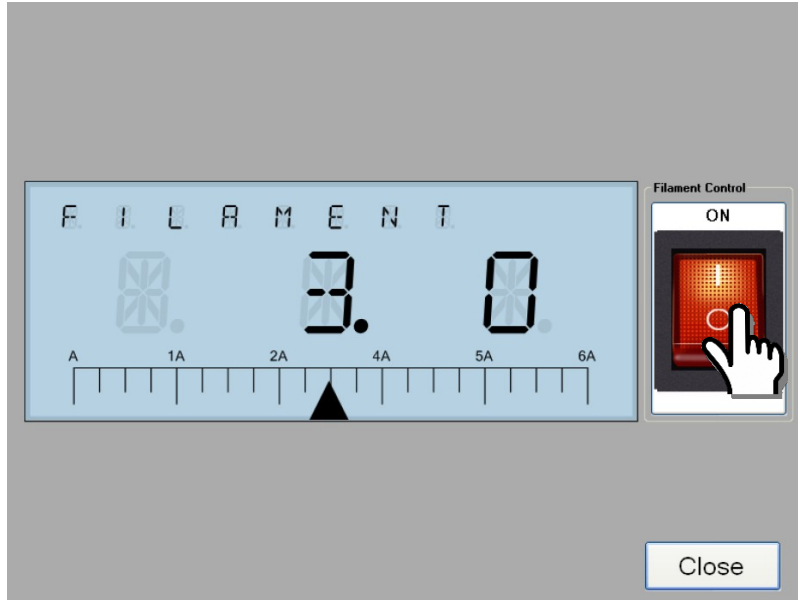 FILAMENT
3.0
A 1A 2A 4A 5A 6A
Filament Control
ON
Close